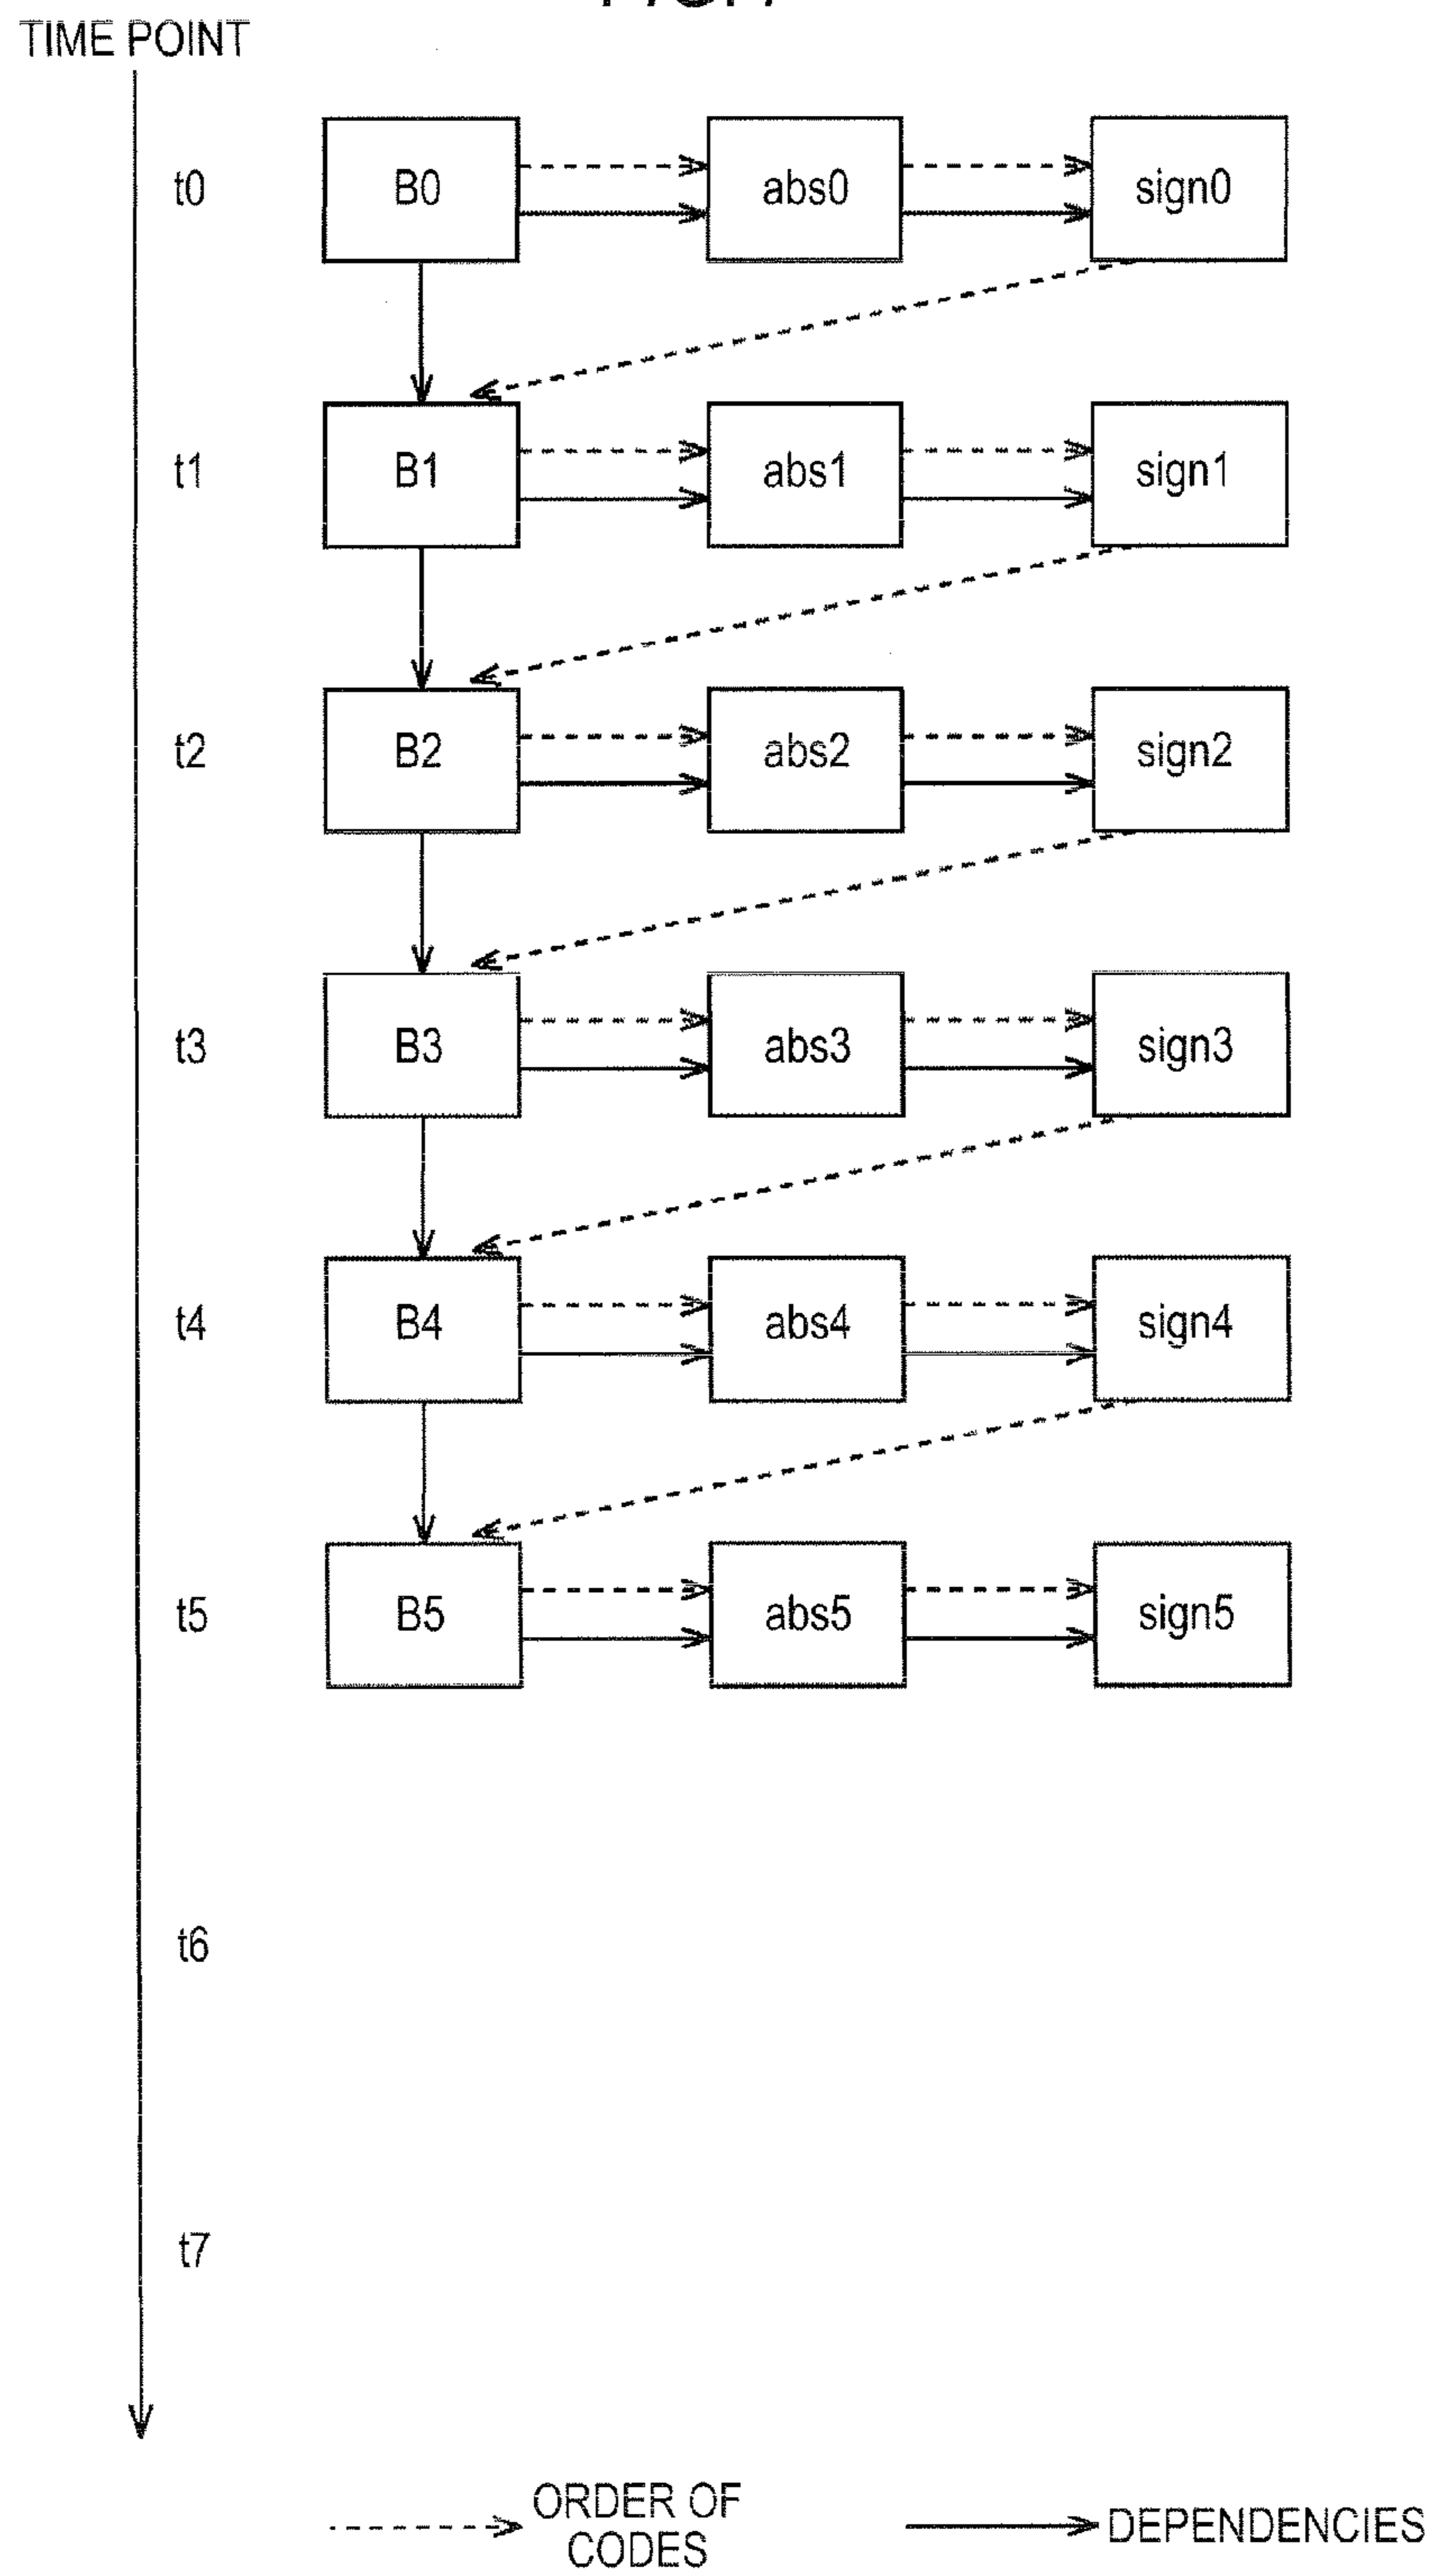 TIME POINT
t0 B0 abs0 sign0
t1 B1 abs1 sign1
t2 B2 abs2 sign2
t3 B3 abs3 sign3
t4 B4 abs4 sign4
t5 B5 abs5 sign5
t6
t7
ORDER OF
CODES
DEPENDENCIES